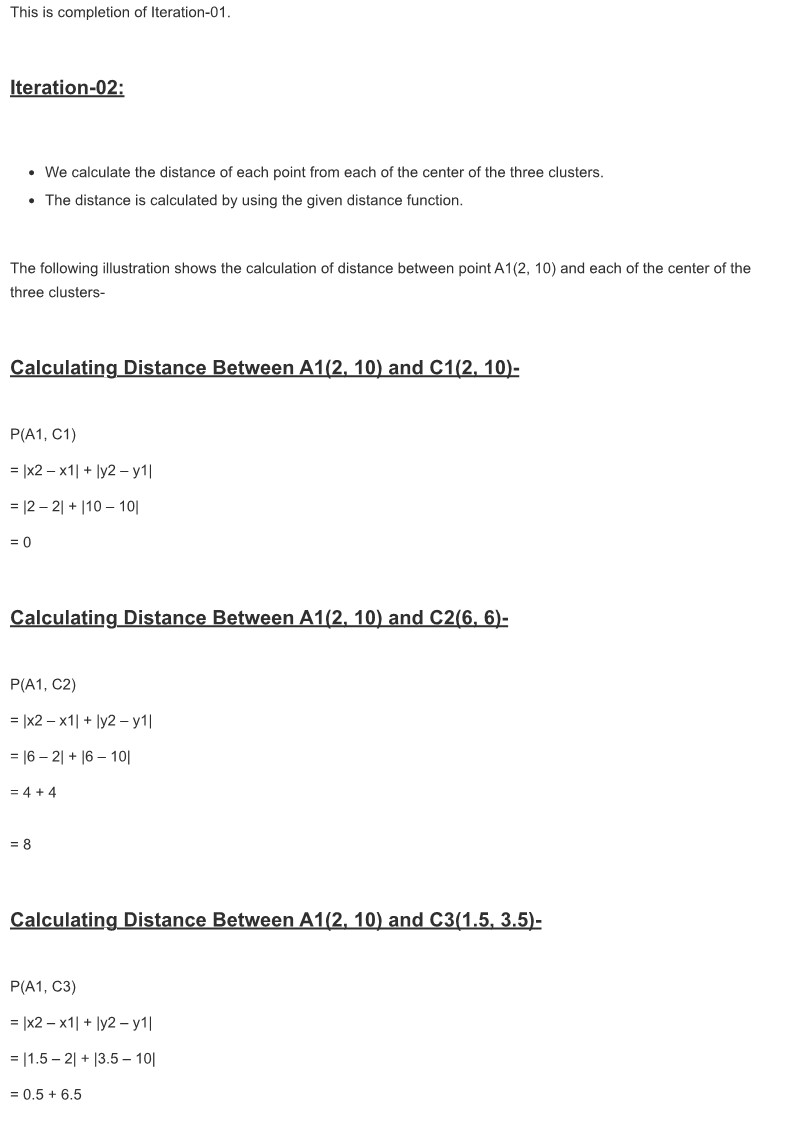 This is completion of Iteration-01.
Iteration-02:
• We calculate the distance of each point from each of the center of the three clusters.
• The distance is calculated by using the given distance function.
The following illustration shows the calculation of distance between point A1(2, 10) and each of the center of the
three clusters-
Calculating Distance Between A1(2, 10) and C1(2, 10)-
P(A1, C1)
= |x2 – x1| + |y2 – y1|
= |2 – 2| + |10 – 10|
= 0
Calculating Distance Between A1(2, 10) and C2(6, 6)-
P(A1, C2)
= |x2 – x1| + |y2 – y1|
= |6 – 2| + |6 – 10|
= 4 + 4
= 8
Calculating Distance Between A1(2, 10) and C3(1.5, 3.5)-
P(A1, C3)
= |x2 – x1| + |y2 – y1|
= |1.5 – 2| + |3.5 – 10|
= 0.5 + 6.5